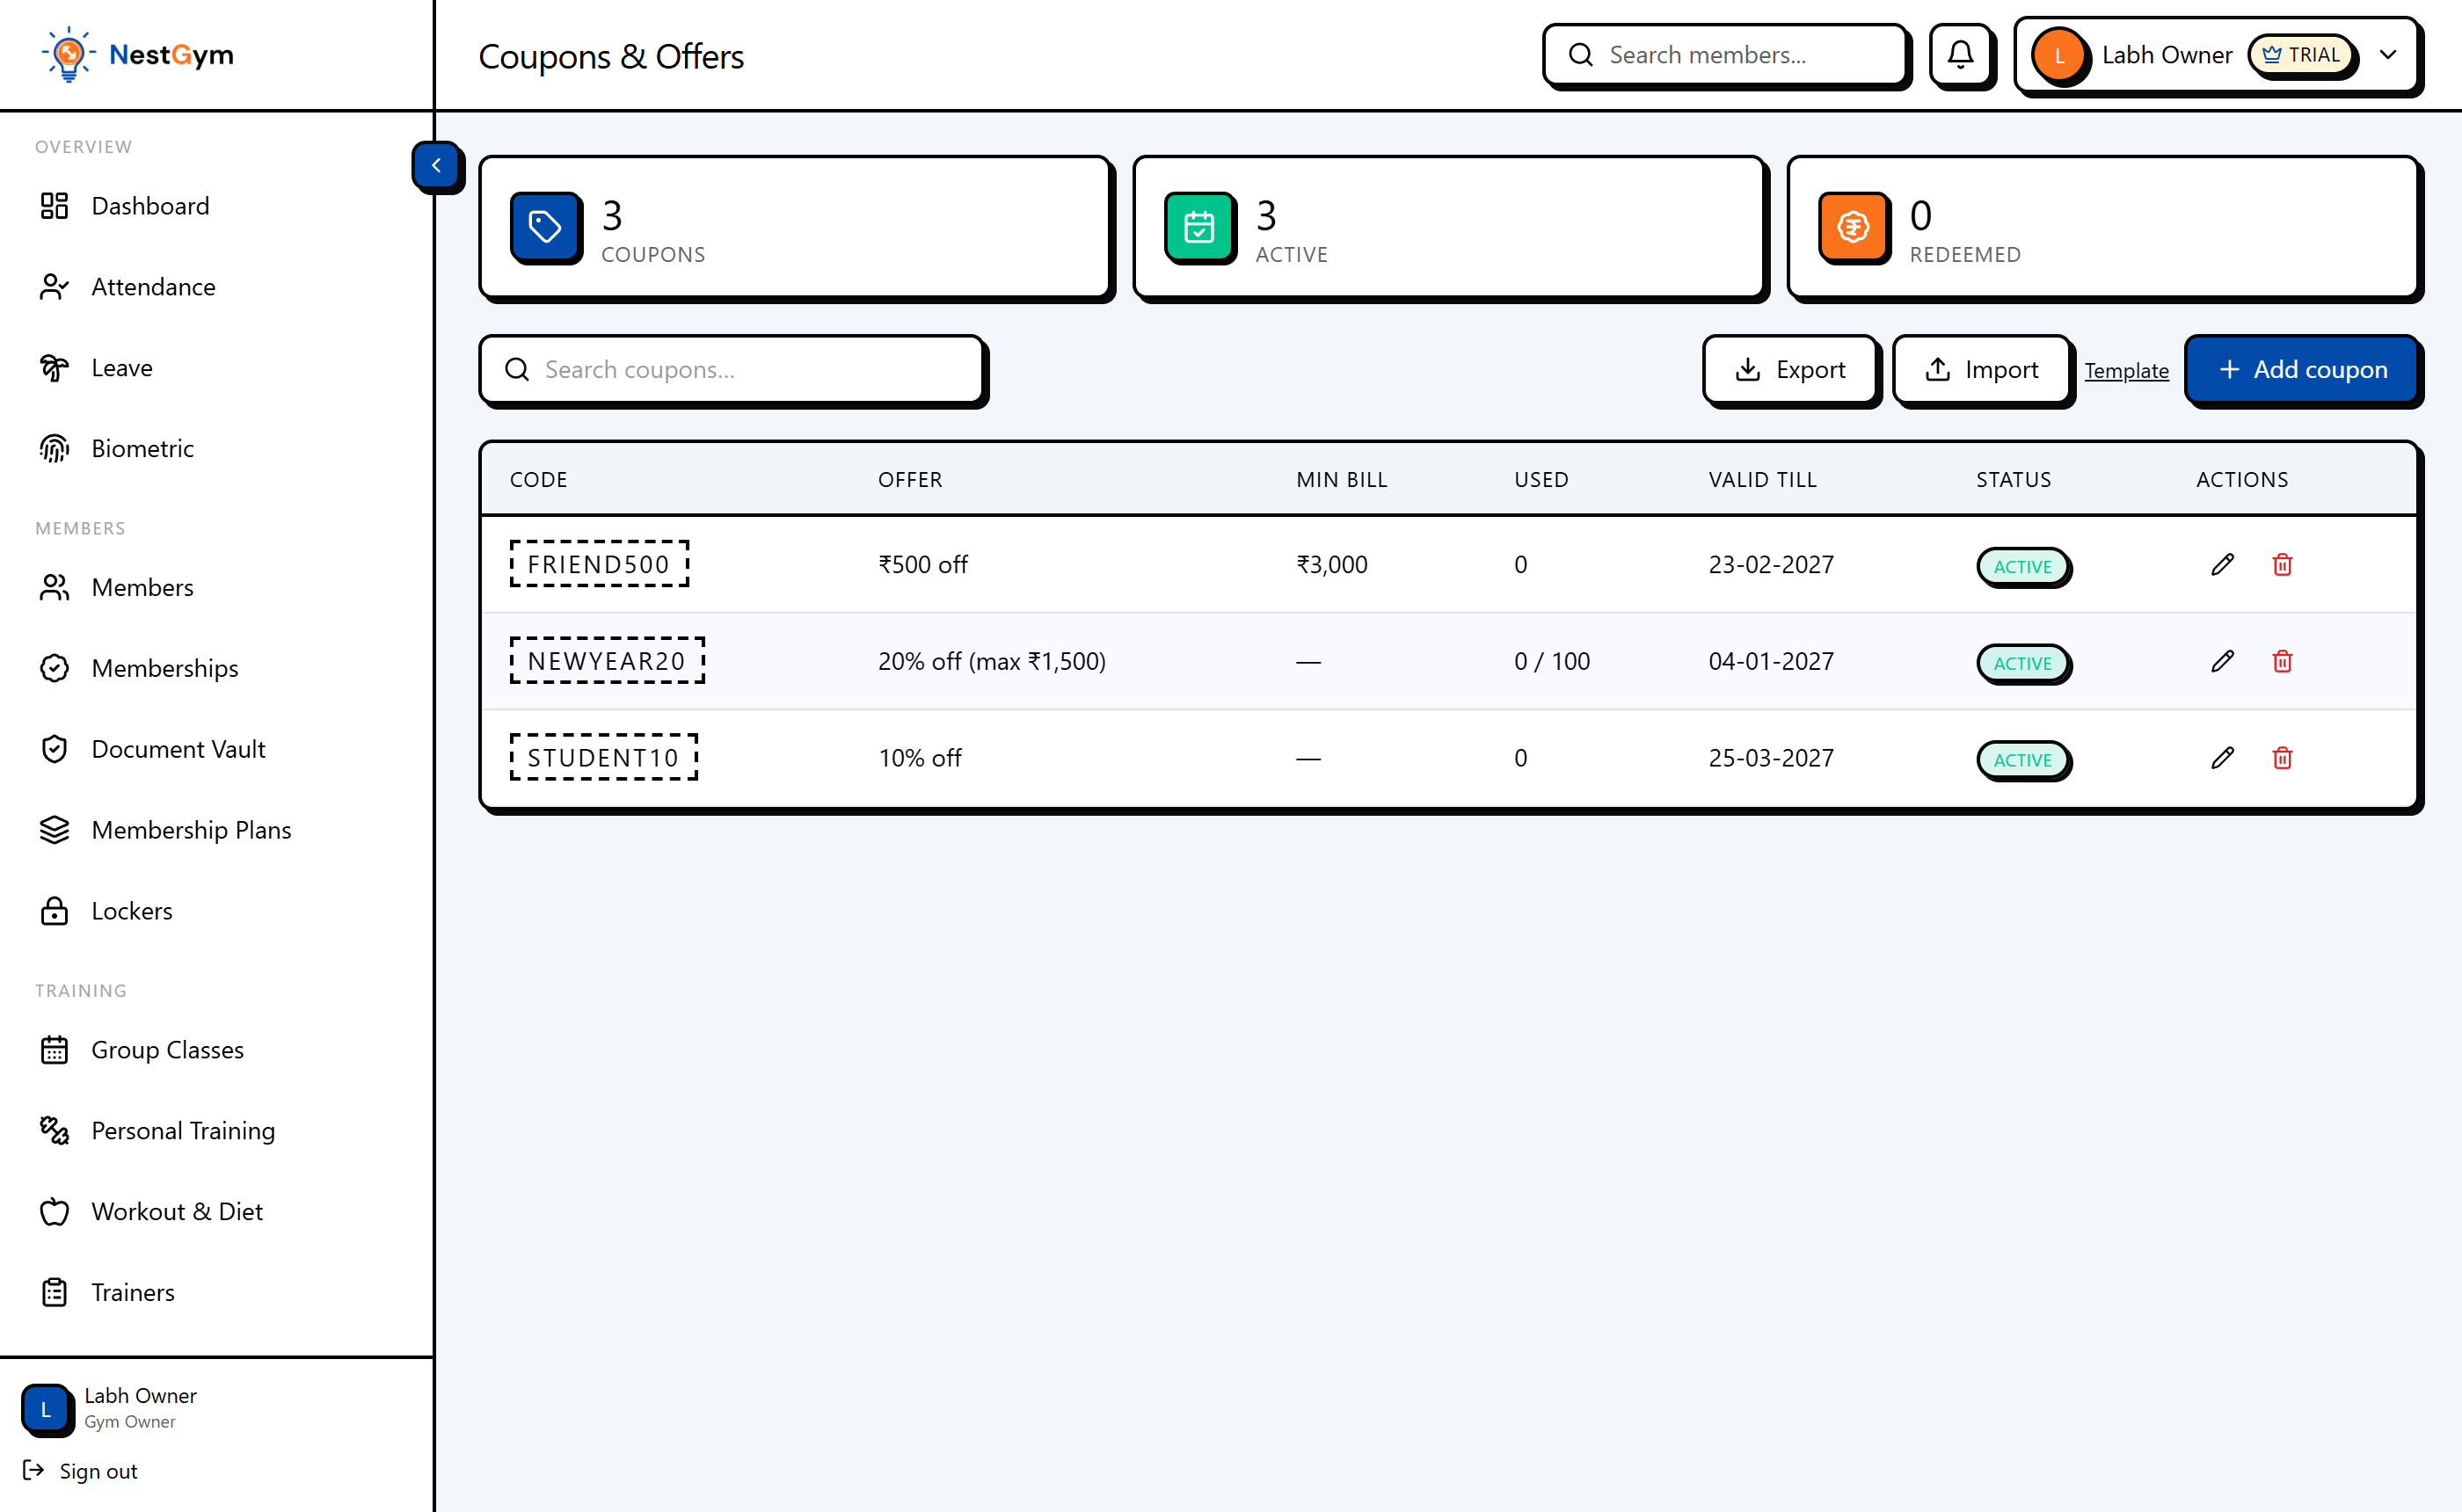 NestGym
Coupons & Offers
Search members...
L
Labh Owner
TRIAL
OVERVIEW
Dashboard
Attendance
Leave
Biometric
MEMBERS
Members
Memberships
Document Vault
Membership Plans
Lockers
TRAINING
Group Classes
Personal Training
Workout & Diet
Trainers
L
Labh Owner
Gym Owner
Sign out
3
COUPONS
3
ACTIVE
0
REDEEMED
Search coupons...
Export
Import
Template
Add coupon
CODE OFFER MIN BILL USED VALID TILL STATUS ACTIONS
FRIEND500 ₹500 off ₹3,000 0 23-02-2027 ACTIVE
NEWYEAR20 20% off (max ₹1,500) — 0 / 100 04-01-2027 ACTIVE
STUDENT10 10% off — 0 25-03-2027 ACTIVE